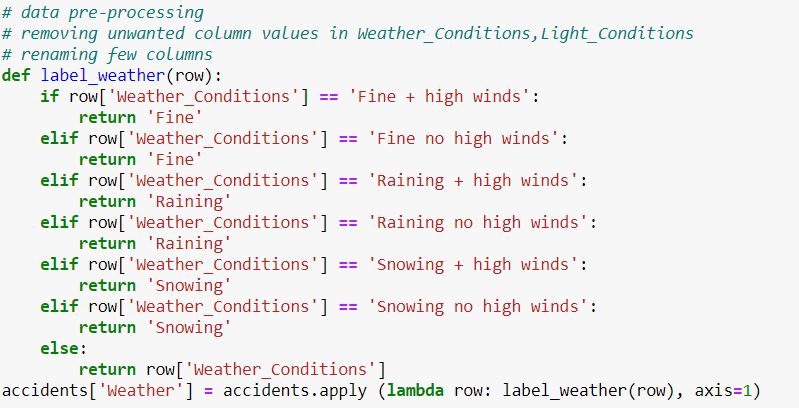 # data pre-processing
# removing unwanted column values in Weather_Conditions,Light_Conditions
# renaming few columns
def label_weather(row):
    if row['Weather_Conditions'] == 'Fine + high winds':
        return 'Fine'
    elif row['Weather_Conditions'] == 'Fine no high winds':
        return 'Fine'
    elif row['Weather_Conditions'] == 'Raining + high winds':
        return 'Raining'
    elif row['Weather_Conditions'] == 'Raining no high winds':
        return 'Raining'
    elif row['Weather_Conditions'] == 'Snowing + high winds':
        return 'Snowing'
    elif row['Weather_Conditions'] == 'Snowing no high winds':
        return 'Snowing'
    else:
        return row['Weather_Conditions']
accidents['Weather'] = accidents.apply (lambda row: label_weather(row), axis=1)